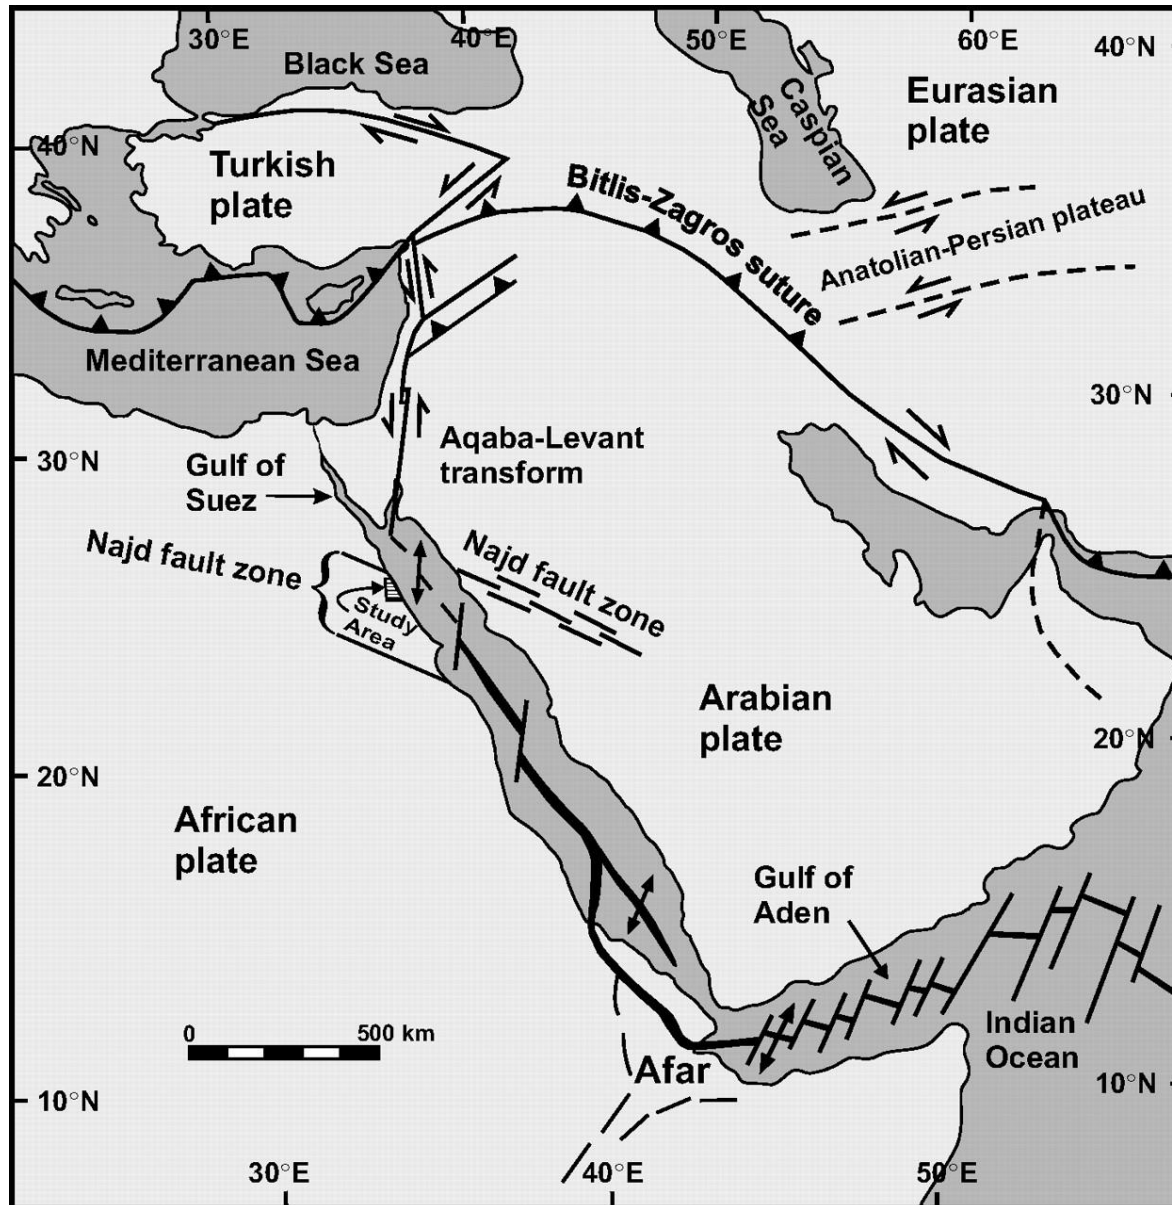 30°E
40°E
50°E
60°E
40°N
Black Sea
Caspian
Sea
Eurasian
plate
40°N
Turkish
plate
Bitlis-Zagros suture
Anatolian-Persian plateau
Mediterranean Sea
30°N
30°N
Aqaba-Levant
transform
Gulf of
Suez
Najd fault zone
Najd fault zone
Study
Area
Arabian
plate
20°N
20°N
African
plate
Gulf of
Aden
0
500 km
Indian
Ocean
Afar
10°N
10°N
30°E
40°E
50°E